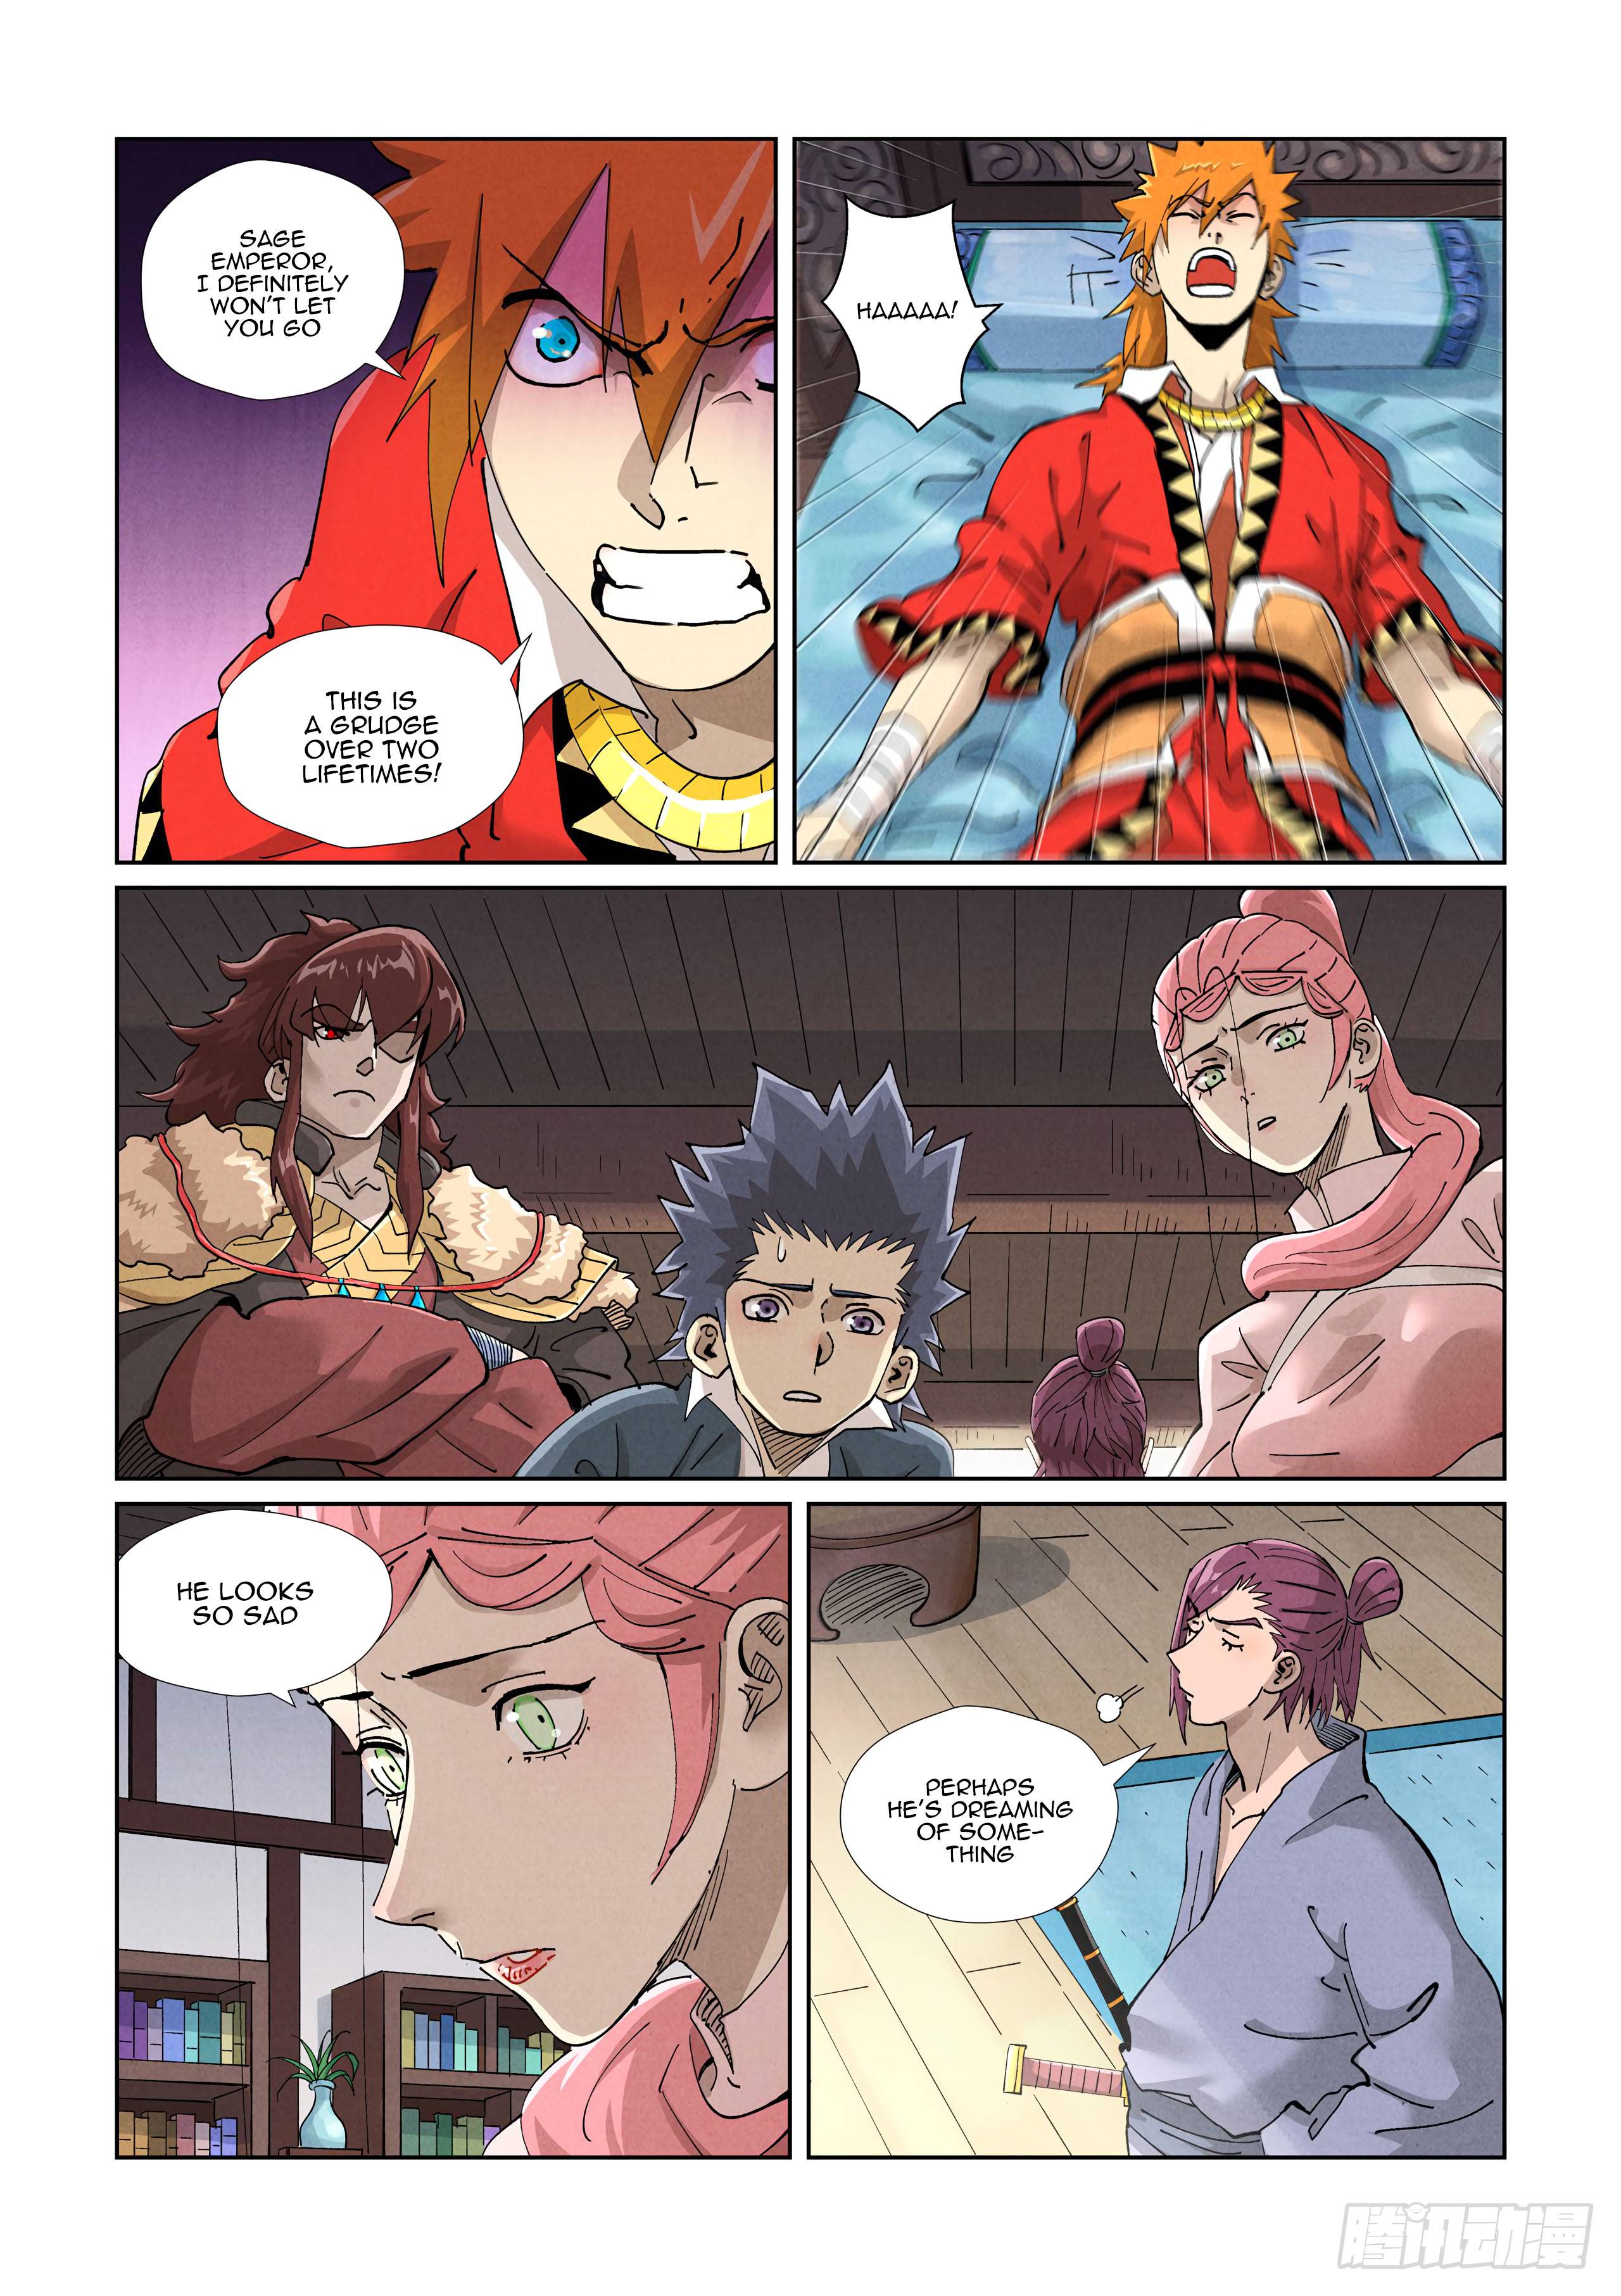 SAGE
EMPEROR,
I DEFINITELY
WON'T LET
YOU GO
HAAAAA!
THIS IS
A GRUDGE
OVER TWO
LIFETIMES!
HE LOOKS
SO SAD
PERHAPS
HE'S DREAMING
OF SOME-
THING
腾讯动漫